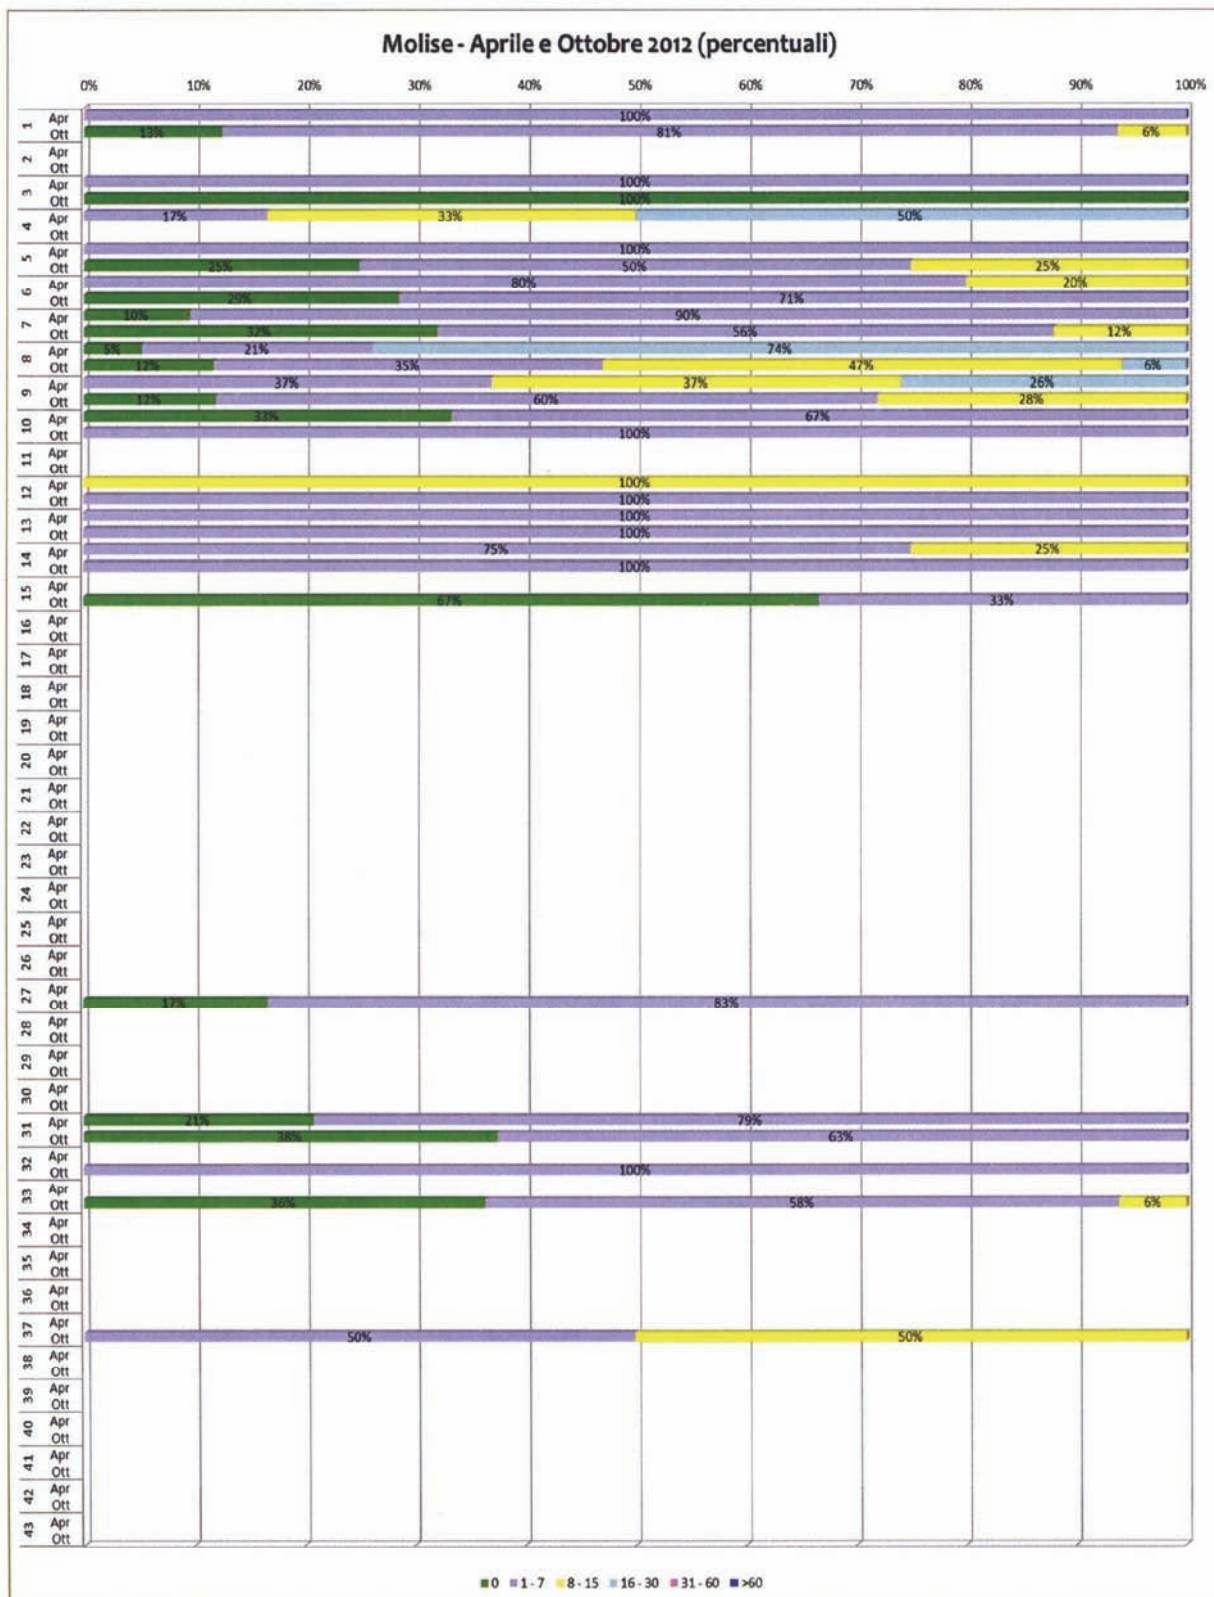 Molise - Aprile e Ottobre 2012 (percentuali)
0% 10% 20% 30% 40% 50% 60% 70% 80% 90% 100%
1 Apr 100%
Ott 13% 81% 6%
2 Apr
Ott
3 Apr 100%
Ott 100%
4 Apr 17% 33% 50%
Ott
5 Apr 100%
Ott 25% 50% 25%
6 Apr 80% 20%
Ott 29% 71%
7 Apr 10% 90%
Ott 32% 56% 12%
8 Apr 5% 21% 74%
Ott 12% 35% 47% 6%
9 Apr 37% 37% 26%
Ott 12% 60% 28%
10 Apr 33% 67%
Ott 100%
11 Apr
Ott
12 Apr 100%
Ott 100%
13 Apr 100%
Ott 100%
14 Apr 75% 25%
Ott 100%
15 Apr
Ott 67% 33%
16 Apr
Ott
17 Apr
Ott
18 Apr
Ott
19 Apr
Ott
20 Apr
Ott
21 Apr
Ott
22 Apr
Ott
23 Apr
Ott
24 Apr
Ott
25 Apr
Ott
26 Apr
Ott
27 Apr
Ott 17% 83%
28 Apr
Ott
29 Apr
Ott
30 Apr
Ott
31 Apr 21% 79%
Ott 38% 63%
32 Apr
Ott 100%
33 Apr
Ott 36% 58% 6%
34 Apr
Ott
35 Apr
Ott
36 Apr
Ott
37 Apr
Ott 50% 50%
38 Apr
Ott
39 Apr
Ott
40 Apr
Ott
41 Apr
Ott
42 Apr
Ott
43 Apr
Ott
0 1 - 7 8 - 15 16 - 30 31 - 60 >60